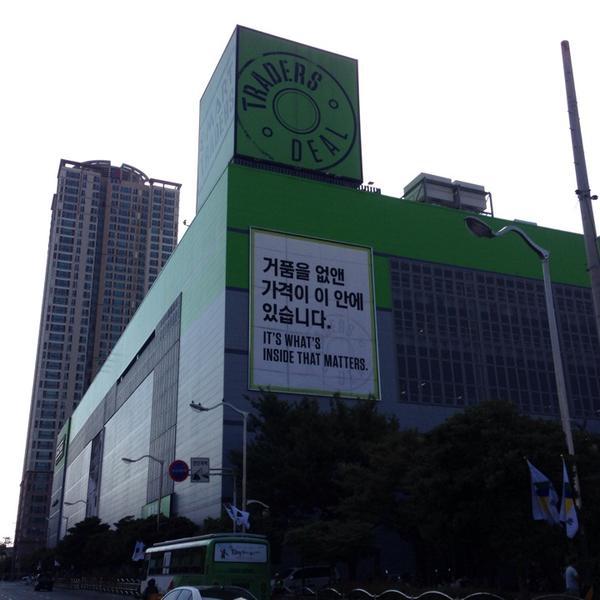 TRADERS
DEAL
거품을 없앤
가격이 이 안에
있습니다.
IT'S WHAT'S
INSIDE THAT MATTERS.